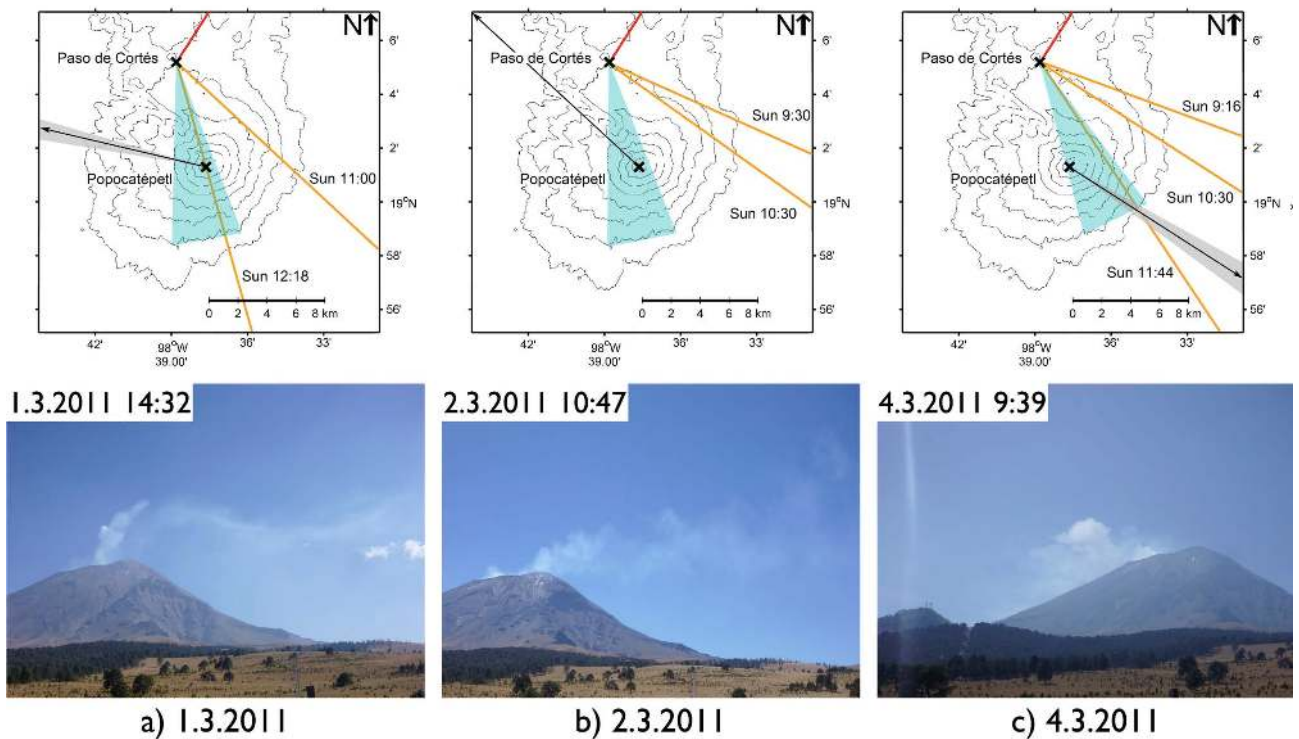 N↑
6'
Paso de Cortés
4'
2'
Popocatépetl
Sun 11:00
19°N
58'
Sun 12:18
0 2 4 8 km
56'
42'
98°W
39.00'
36'
33'
N↑
6'
Paso de Cortés
Sun 9:30
4'
2'
Popocatépetl
Sun 10:30
19°N
58'
0 2 4 8 km
56'
42'
98°W
39.00'
36'
33'
N↑
6'
Paso de Cortés
Sun 9:16
4'
2'
Popocatépetl
Sun 10:30
19°N
58'
Sun 11:44
0 2 4 8 km
56'
42'
98°W
39.00'
36'
33'
1.3.2011 14:32
2.3.2011 10:47
4.3.2011 9:39
a) 1.3.2011
b) 2.3.2011
c) 4.3.2011